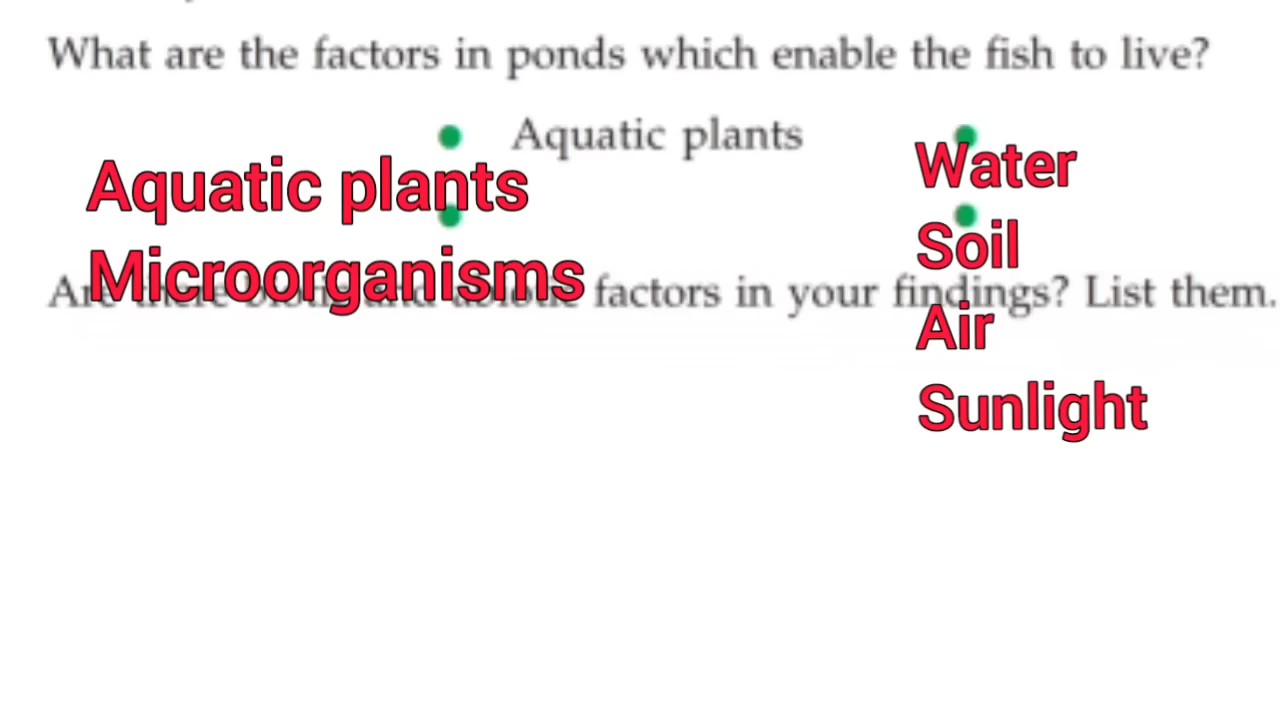 What are the factors in ponds which enable the fish to live?
Aquatic plants
Aquatic plants
Microorganisms
Water
Soil
Air
Sunlight
factors in your findings? List them.